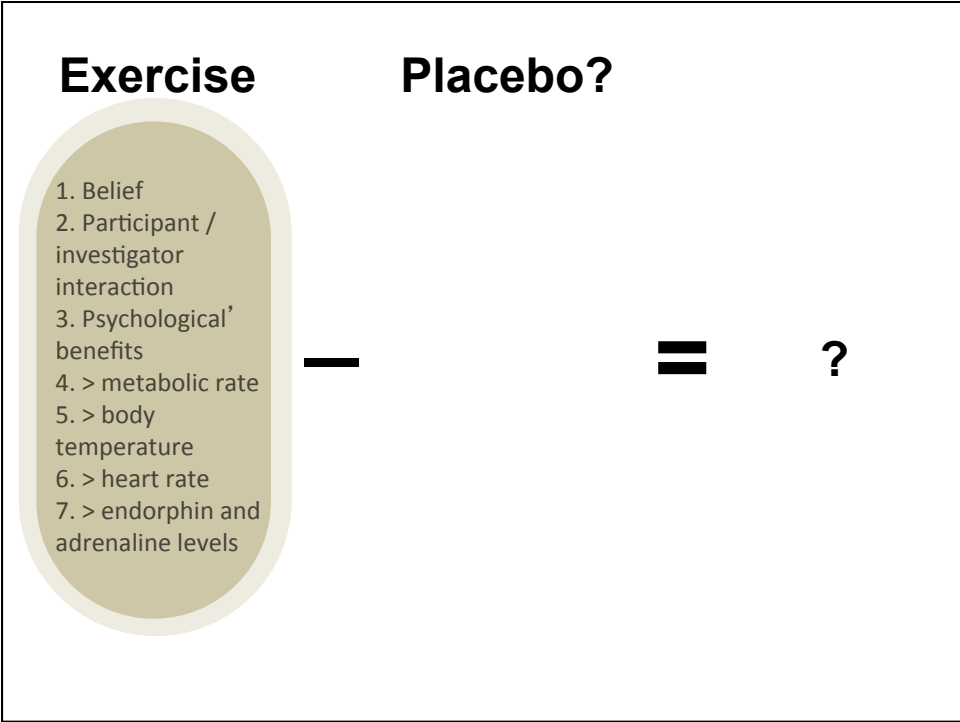 Exercise Placebo?
1. Belief
2. Participant /
investigator
interaction
3. Psychological’
benefits
4. > metabolic rate
5. > body
temperature
6. > heart rate
7. > endorphin and
adrenaline levels
— = ?